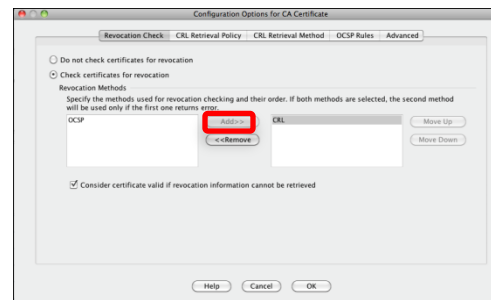 Configuration Options for CA Certificate
Revocation Check CRL Retrieval Policy CRL Retrieval Method OCSP Rules Advanced
Do not check certificates for revocation
Check certificates for revocation
Revocation Methods
Specify the methods used for revocation checking and their order. If both methods are selected, the second method
will be used only if the first one returns error.
OCSP Add>> CRL Move Up
<<Remove Move Down
Consider certificate valid if revocation information cannot be retrieved
Help Cancel OK